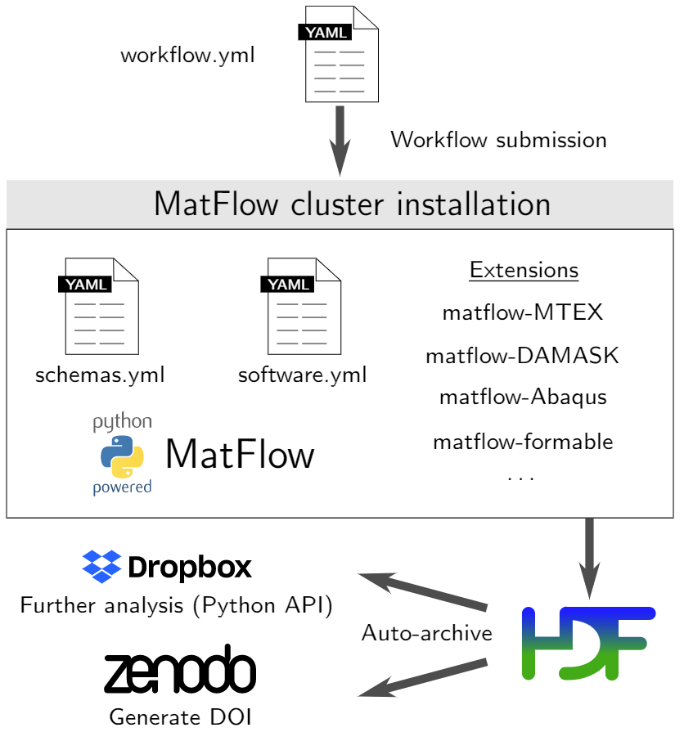 YAML
workflow.yml
Workflow submission
MatFlow cluster installation
YAML
schemas.yml
YAML
software.yml
python
powered
MatFlow
Extensions
matflow-MTEX
matflow-DAMASK
matflow-Abaqus
matflow-formable
...
Dropbox
Further analysis (Python API)
Auto-archive
HDF
zenodo
Generate DOI